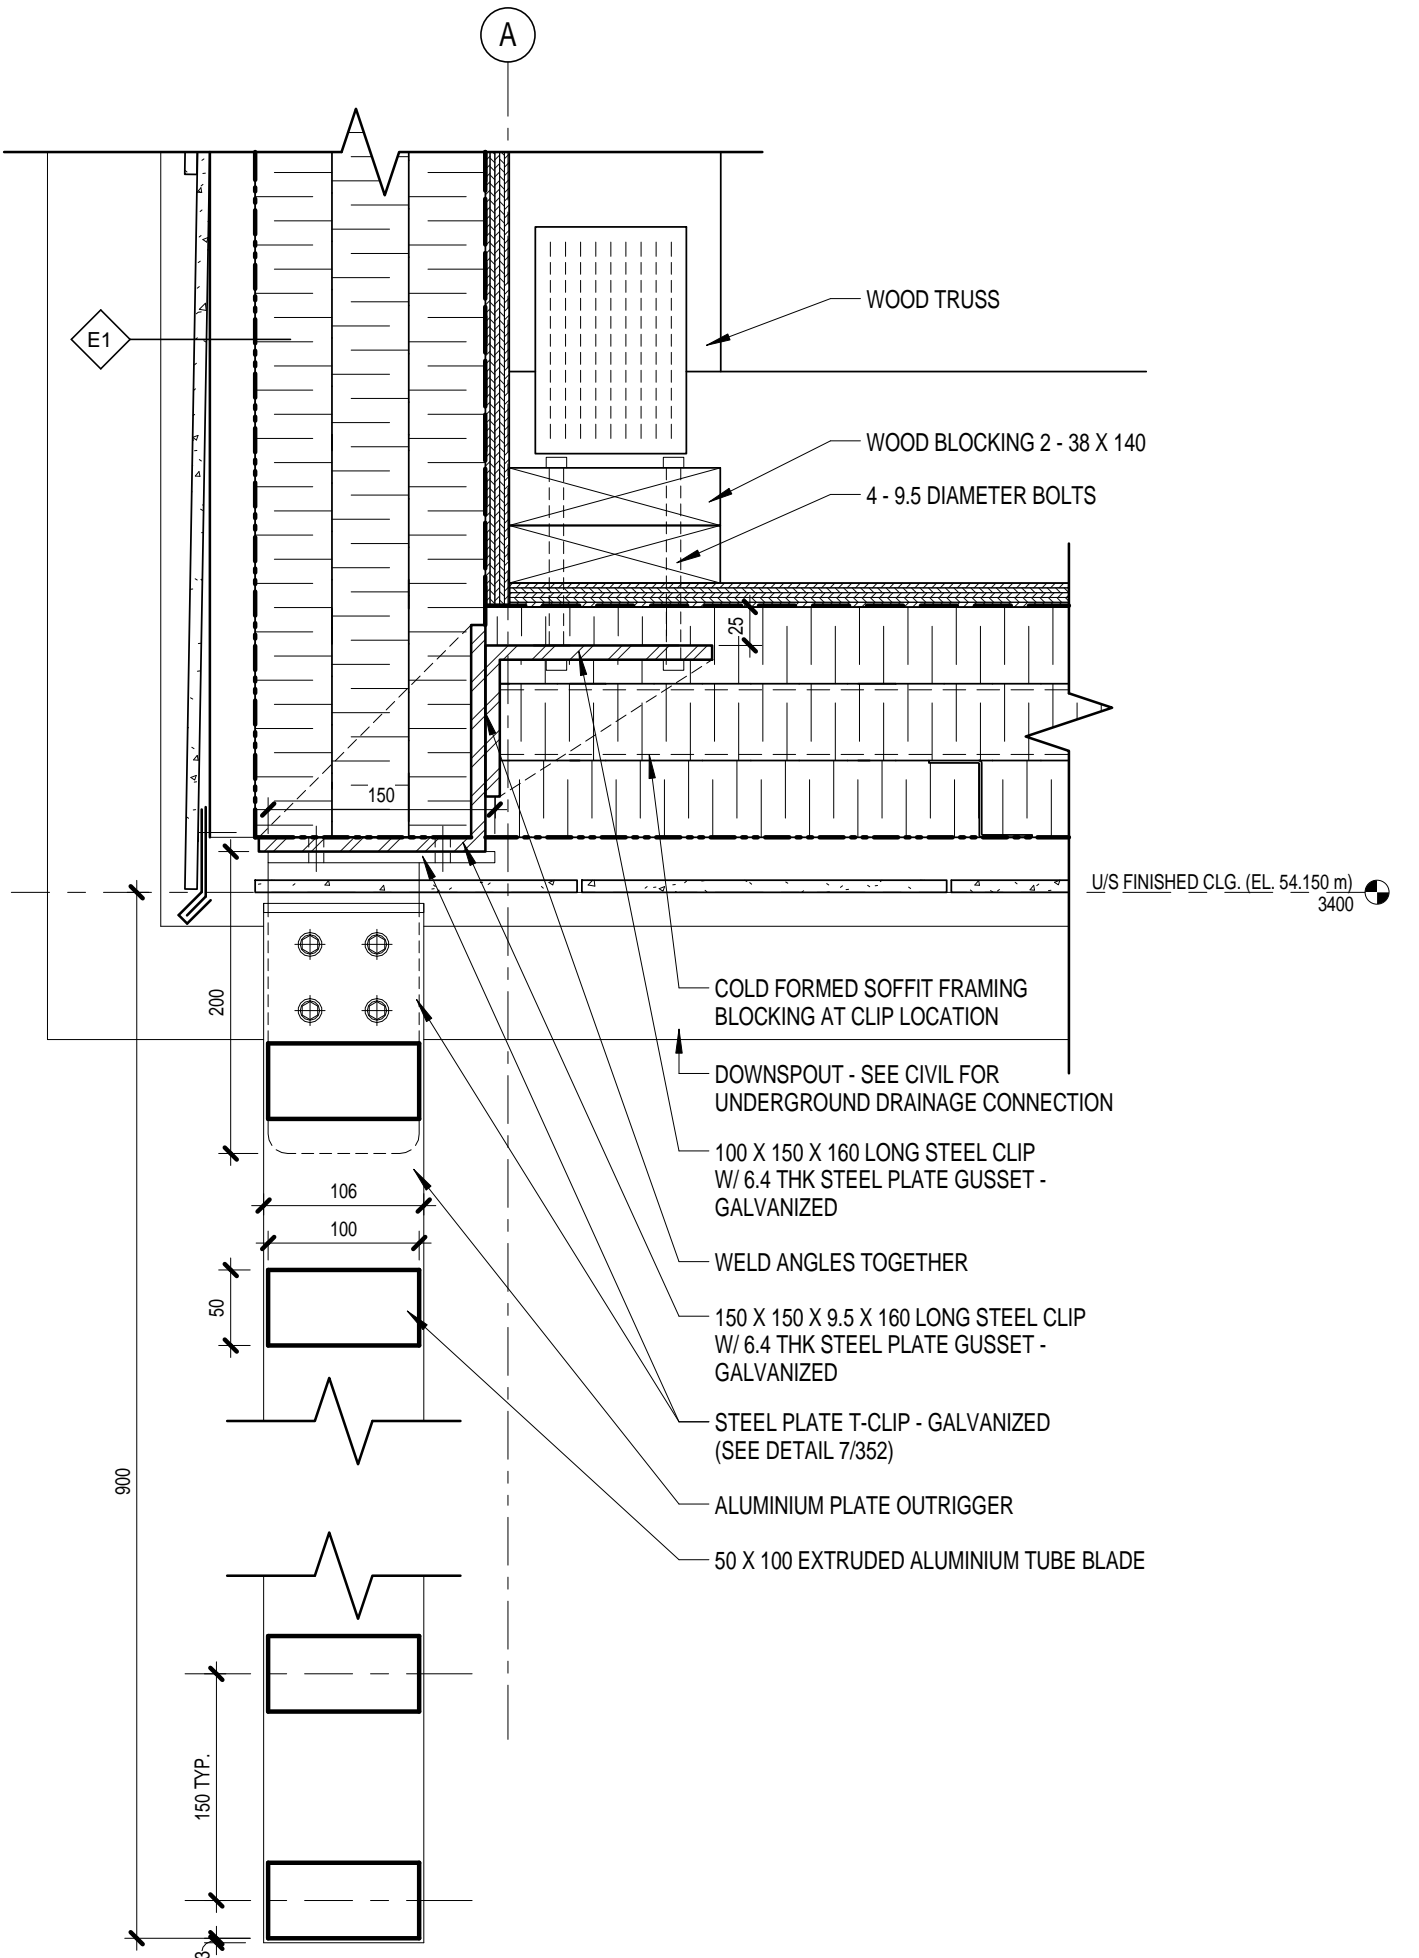 A
E1
WOOD TRUSS
WOOD BLOCKING 2 - 38 X 140
4 - 9.5 DIAMETER BOLTS
25
150
U/S FINISHED CLG. (EL. 54.150 m)
3400
200
COLD FORMED SOFFIT FRAMING
BLOCKING AT CLIP LOCATION
DOWNSPOUT - SEE CIVIL FOR
UNDERGROUND DRAINAGE CONNECTION
100 X 150 X 160 LONG STEEL CLIP
W/ 6.4 THK STEEL PLATE GUSSET -
GALVANIZED
106
100
WELD ANGLES TOGETHER
50
150 X 150 X 9.5 X 160 LONG STEEL CLIP
W/ 6.4 THK STEEL PLATE GUSSET -
GALVANIZED
STEEL PLATE T-CLIP - GALVANIZED
(SEE DETAIL 7/352)
900
ALUMINIUM PLATE OUTRIGGER
50 X 100 EXTRUDED ALUMINIUM TUBE BLADE
150 TYP.
3